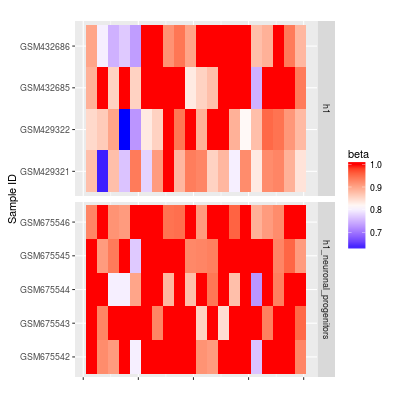 Sample ID
GSM432686
GSM432685
GSM429322
GSM429321
h1
GSM675546
GSM675545
GSM675544
GSM675543
GSM675542
h1_neuronal_progenitors
beta
1.0
0.9
0.8
0.7